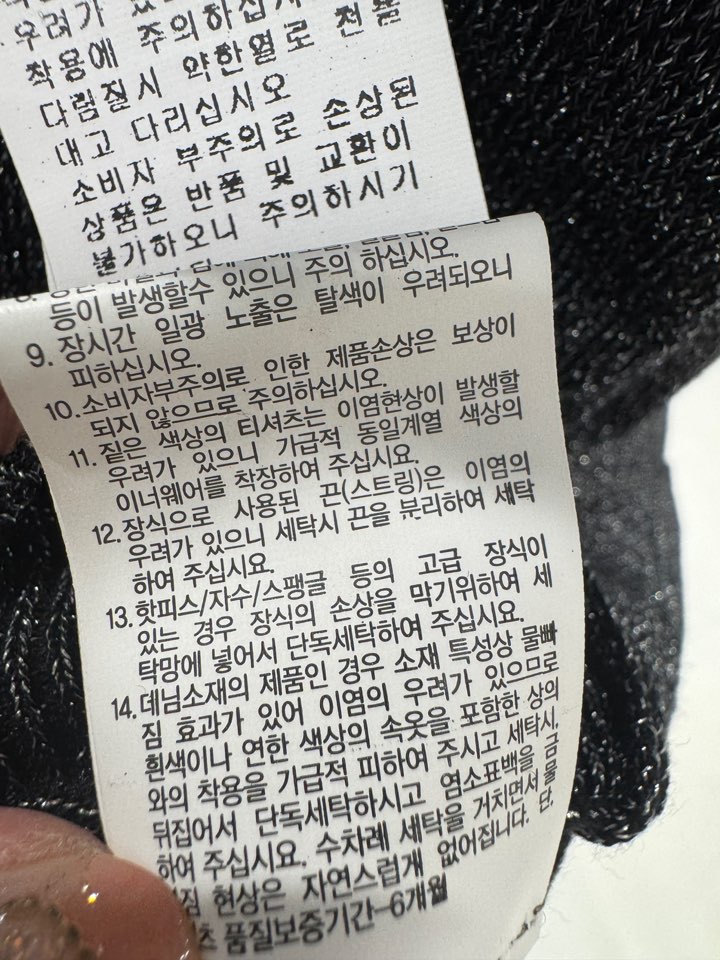 우려가
착용에 주의하십시
다림질시 약한열로 천을
대고 다리십시오
소비자 부주의로 손상된
상품은 반품 및 교환이
불가하오니 주의하시기
등이 발생할수 있으니 주의 하십시오.
9. 장시간 일광 노출은 탈색이 우려되오니
피하십시오.
10. 소비자부주의로 인한 제품손상은 보상이
되지 않으므로 주의하십시오.
11. 짙은 색상의 티셔츠는 이염현상이 발생할
우려가 있으니 가급적 동일계열 색상의
이너웨어를 착장하여 주십시요.
12. 장식으로 사용된 끈(스트링)은 이염의
우려가 있으니 세탁시 끈을 분리하여 세탁
하여 주십시요.
13. 핫피스/자수/스팽글 등의 고급 장식이
있는 경우 장식의 손상을 막기위하여 세
탁망에 넣어서 단독세탁하여 주십시요.
14. 데님소재의 제품인 경우 소재 특성상 물빠
짐 효과가 있어 이염의 우려가 있으므로
흰색이나 연한 색상의 속옷을 포함한 상의
와의 착용을 가급적 피하여 주시고 세탁시,
뒤집어서 단독세탁하시고 염소표백을 금
하여 주십시요. 수차례 세탁을 거치면서 물
짐 현상은 자연스럽게 없어집니다. 단,
품질보증기간-6개월